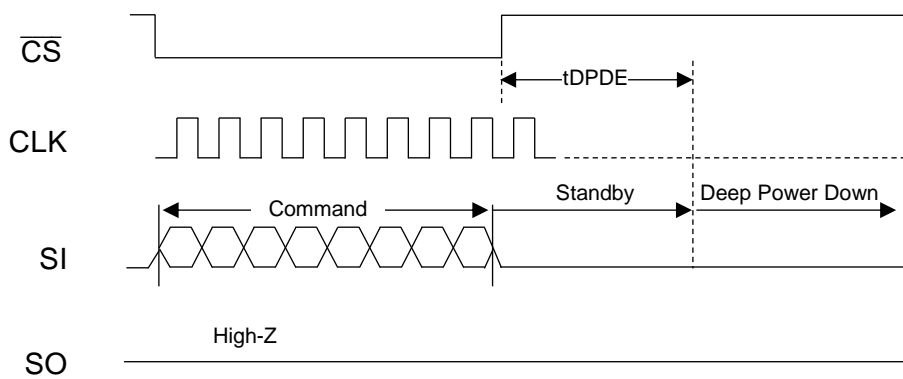 CS
tDPDE
CLK
Command
Standby
Deep Power Down
SI
High-Z
SO